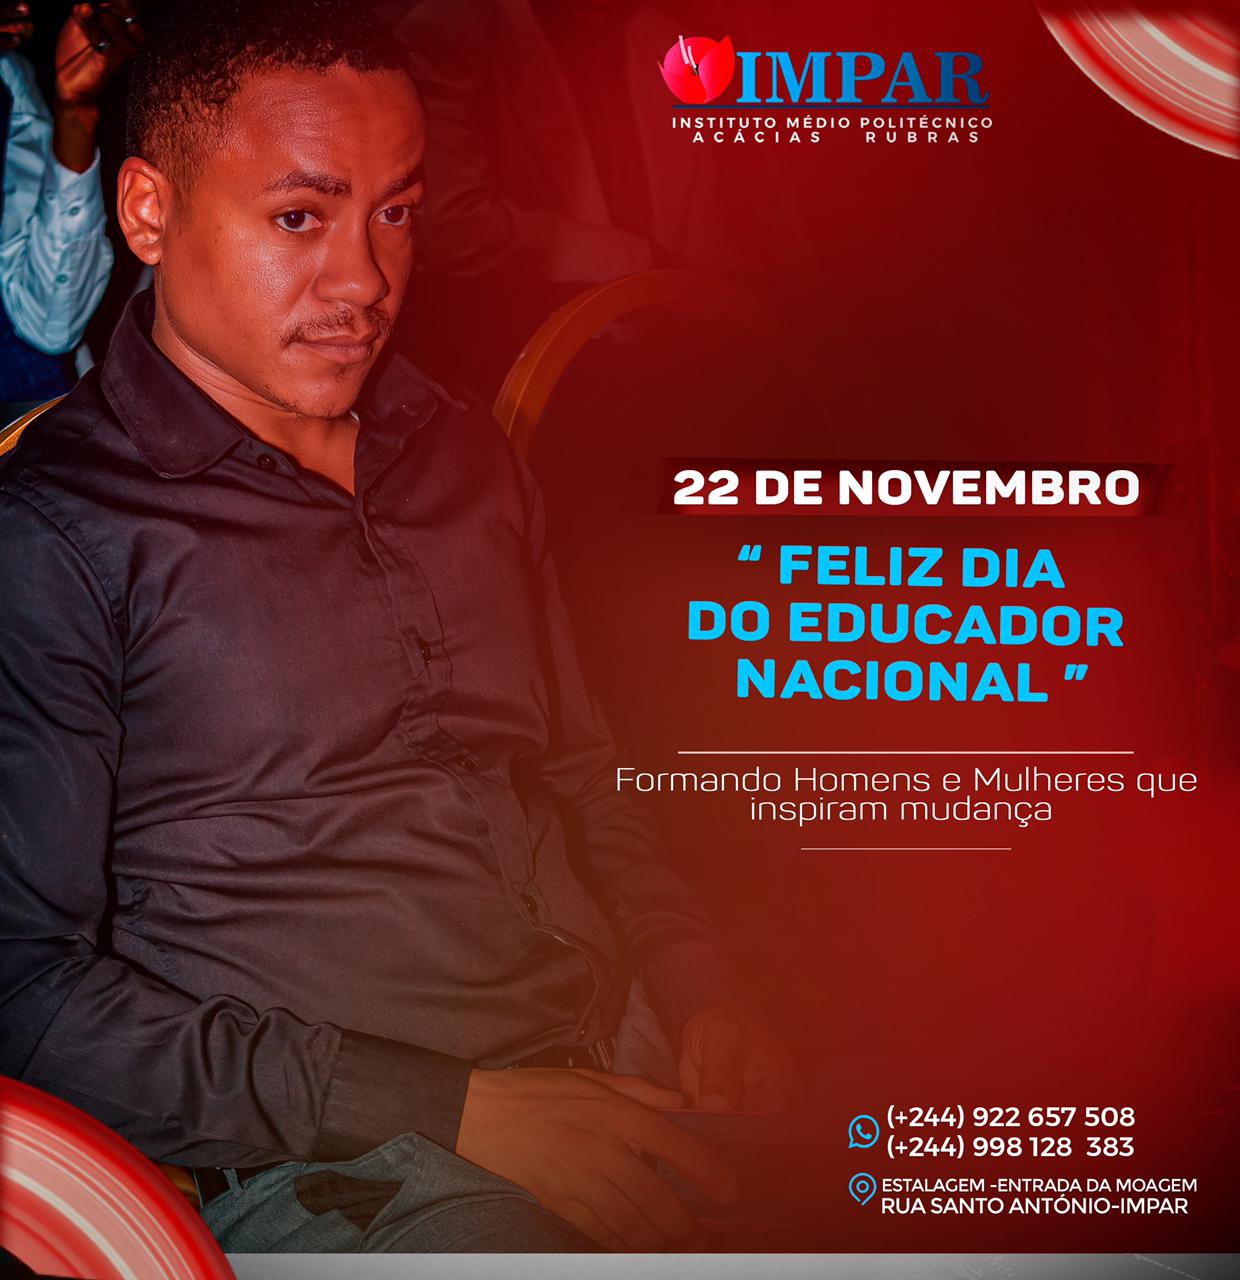 IMPAR
INSTITUTO MÉDIO POLITÉCNICO
ACÁCIAS RUBRAS
22 DE NOVEMBRO
“ FELIZ DIA
DO EDUCADOR
NACIONAL ”
Formando Homens e Mulheres que
inspiram mudança
(+244) 922 657 508
(+244) 998 128 383
ESTALAGEM -ENTRADA DA MOAGEM
RUA SANTO ANTÓNIO-IMPAR